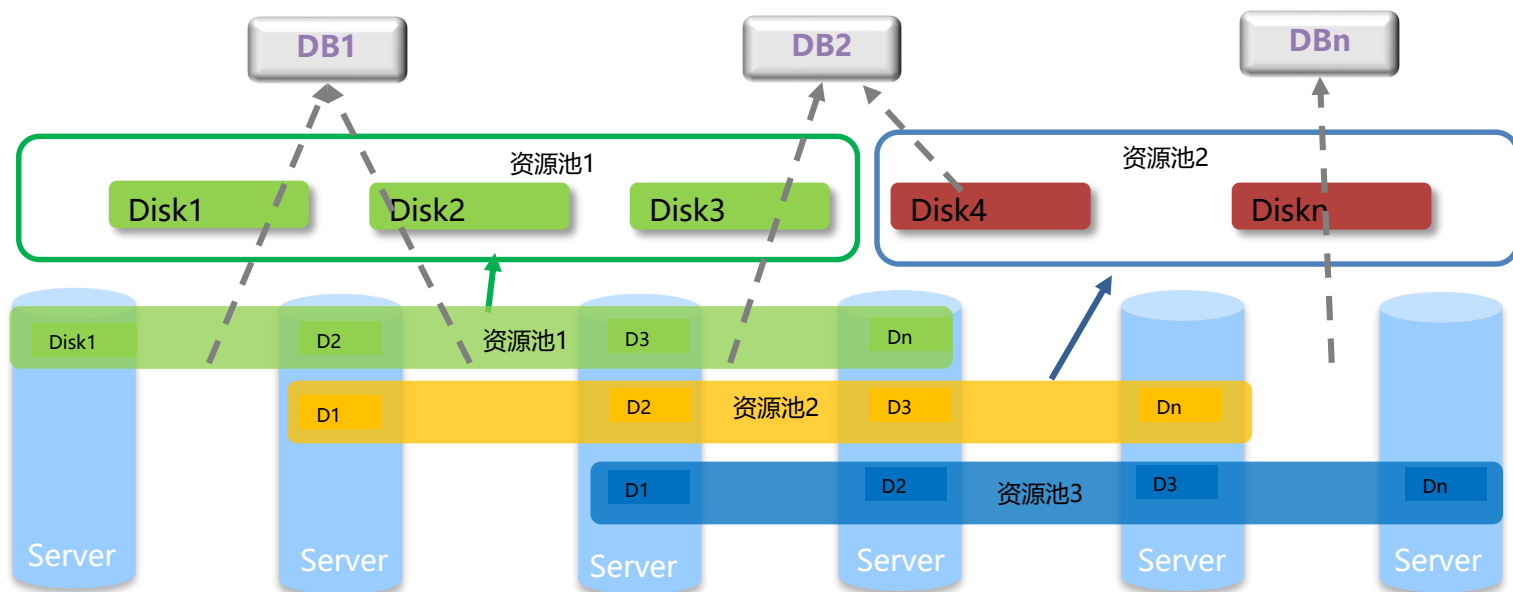 DB1
DB2
DBn
资源池1
资源池2
Disk1
Disk2
Disk3
Disk4
Diskn
Disk1
D2
资源池1
D3
Dn
D1
D2
资源池2
D3
Dn
D1
D2
资源池3
D3
Dn
Server
Server
Server
Server
Server
Server